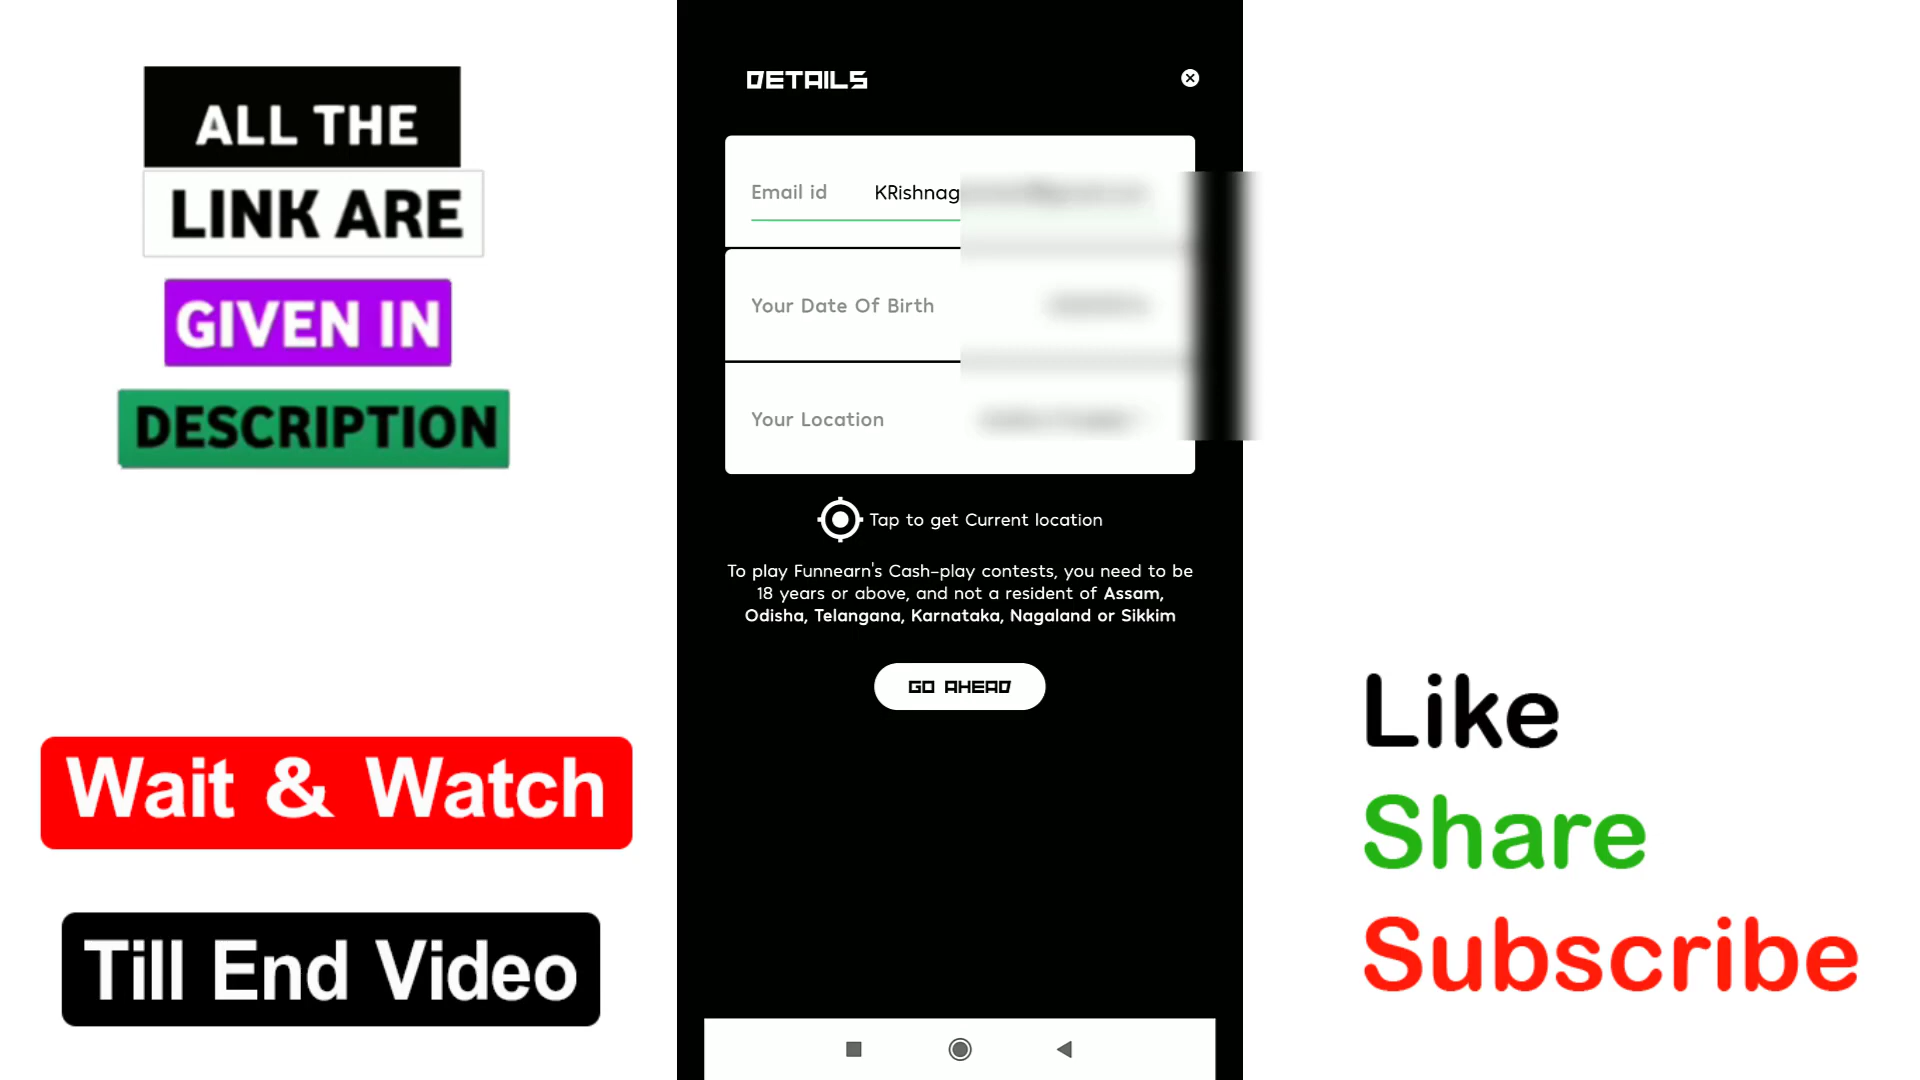 ALL THE
LINK ARE
GIVEN IN
DESCRIPTION
Wait & Watch
Till End Video
DETAILS
Email id KRishnag
Your Date Of Birth
Your Location
Tap to get Current location
To play Funnearn's Cash-play contests, you need to be
18 years or above, and not a resident of Assam,
Odisha, Telangana, Karnataka, Nagaland or Sikkim
GO AHEAD
Like
Share
Subscribe